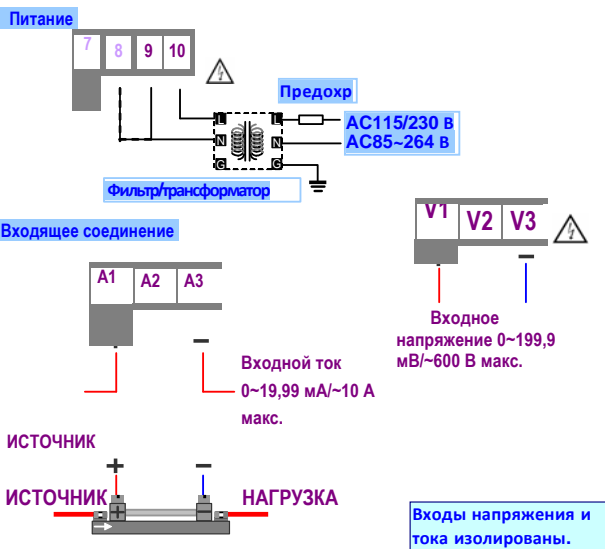 Питание
7 8 9 10
Предохр
L L
AC115/230 В
N N
AC85~264 В
G G
Фильтр/трансформатор
V1 V2 V3
Входящее соединение
A1 A2 A3
Входное
напряжение 0~199,9
мВ/~600 В макс.
Входной ток
0~19,99 мА/~10 А
макс.
ИСТОЧНИК
+ −
ИСТОЧНИК НАГРУЗКА
Входы напряжения и
тока изолированы.